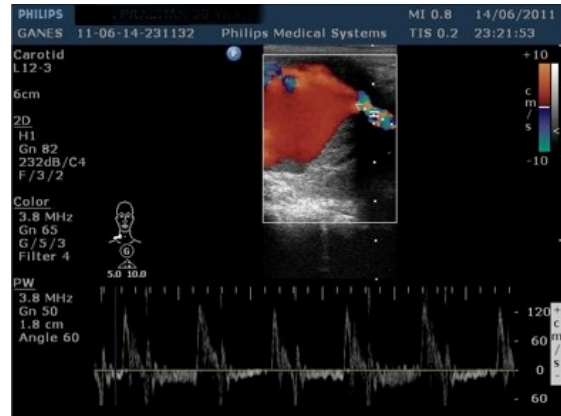 PHILIPS MI 0.8 14/06/2011
GANES 11-06-14-231132 Philips Medical Systems TIS 0.2 23:21:53
Carotid
L12-3
6cm
2D
H1
Gn 82
232dB/C4
F/3/2
Color
3.8 MHz
Gn 65
G/5/3
Filter 4
P
+10
cm/s
-10
G
5.0 10.0
PW
3.8 MHz
Gn 50
1.8 cm
Angle 60
120
60
0
60
+
cm/s
-